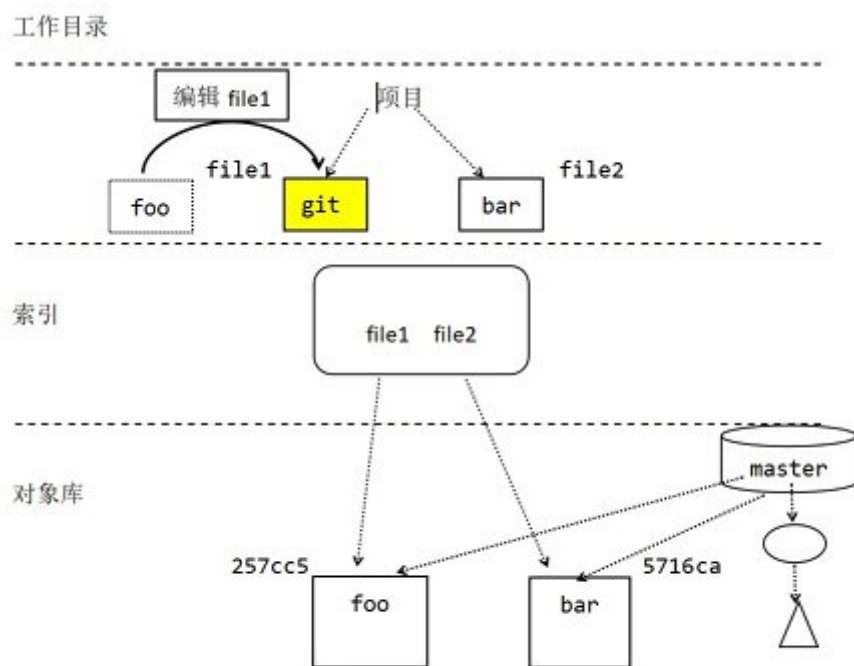 工作目录
编辑 file1
项目
file1
file2
foo
git
bar
索引
file1 file2
master
对象库
257cc5
5716ca
foo
bar